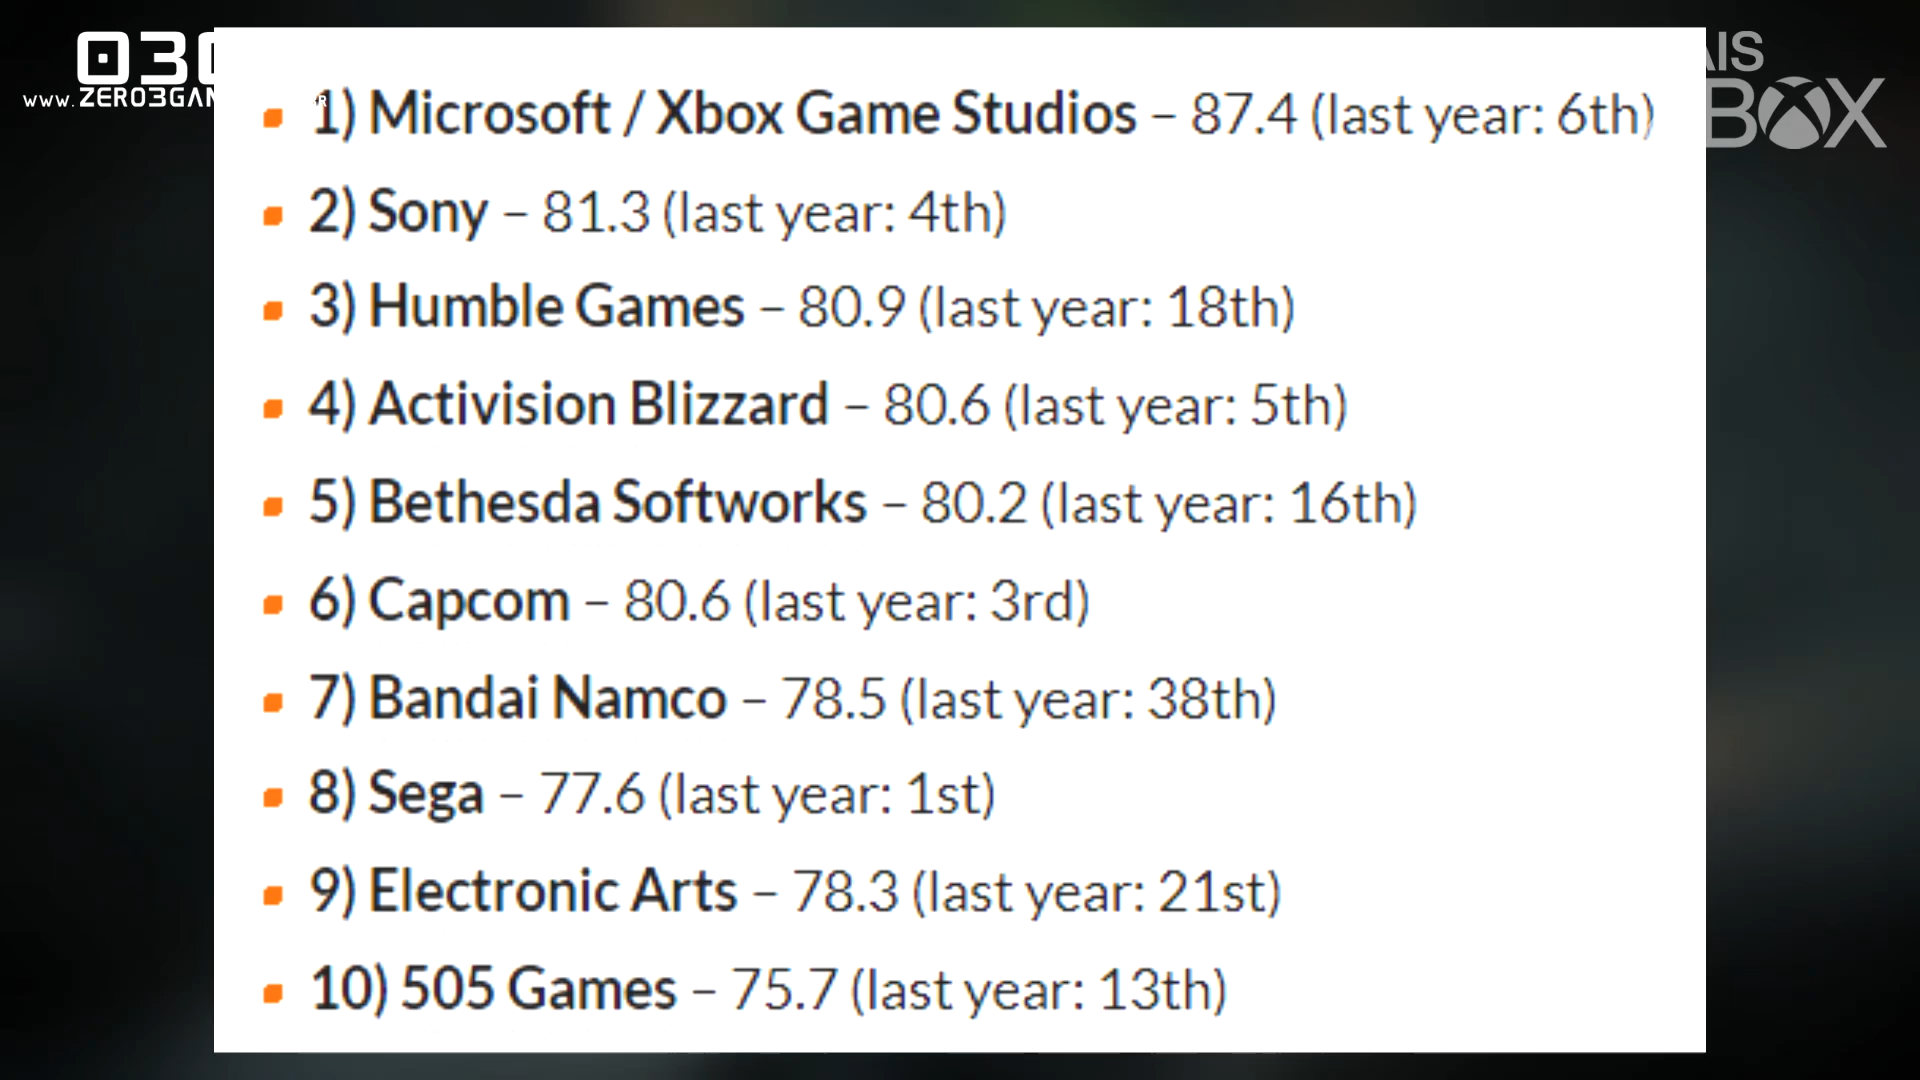 03G
www.ZERO3GAM
AIS
BOX
1) Microsoft / Xbox Game Studios – 87.4 (last year: 6th)
2) Sony – 81.3 (last year: 4th)
3) Humble Games – 80.9 (last year: 18th)
4) Activision Blizzard – 80.6 (last year: 5th)
5) Bethesda Softworks – 80.2 (last year: 16th)
6) Capcom – 80.6 (last year: 3rd)
7) Bandai Namco – 78.5 (last year: 38th)
8) Sega – 77.6 (last year: 1st)
9) Electronic Arts – 78.3 (last year: 21st)
10) 505 Games – 75.7 (last year: 13th)